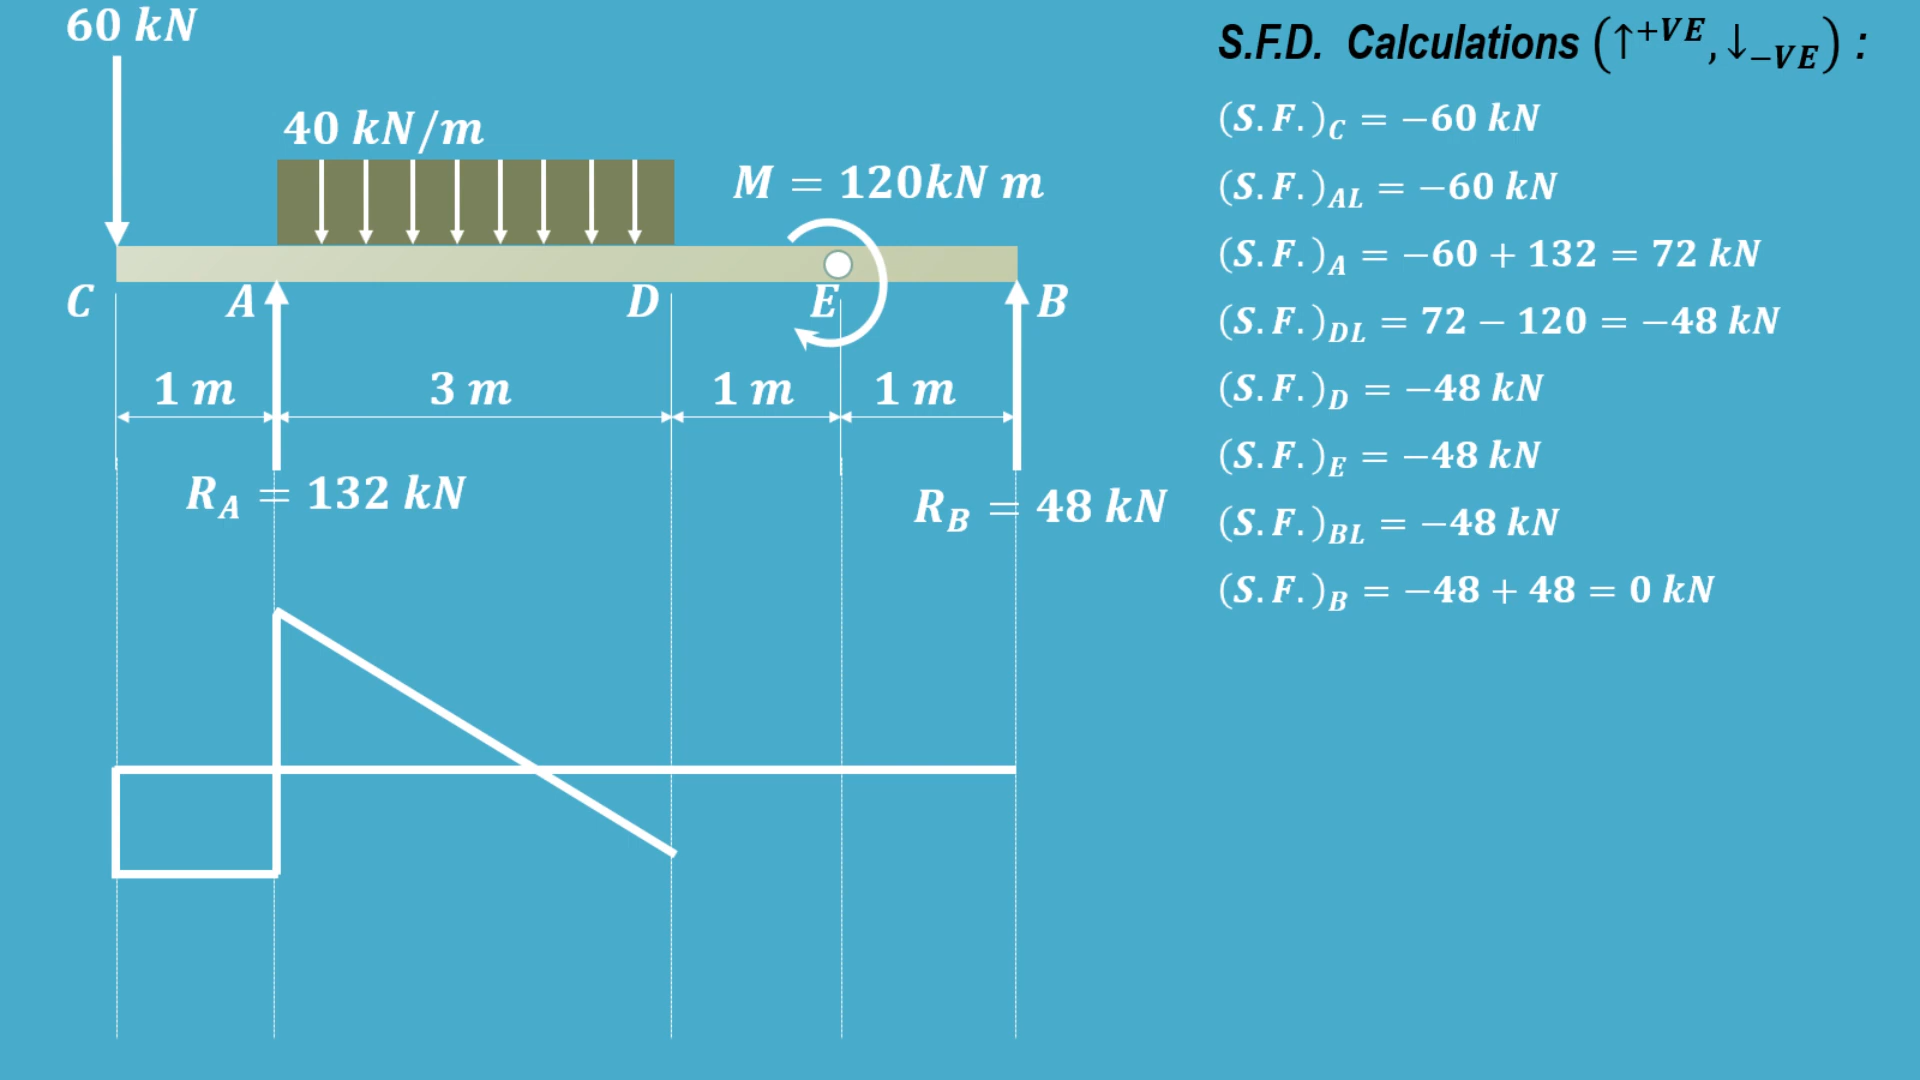 60 kN
40 kN/m
M = 120kN m
C A D E B
1 m 3 m 1 m 1 m
R_A = 132 kN
R_B = 48 kN
S.F.D. Calculations (↑+VE, ↓−VE) :
(S.F.)_C = −60 kN
(S.F.)_AL = −60 kN
(S.F.)_A = −60 + 132 = 72 kN
(S.F.)_DL = 72 − 120 = −48 kN
(S.F.)_D = −48 kN
(S.F.)_E = −48 kN
(S.F.)_BL = −48 kN
(S.F.)_B = −48 + 48 = 0 kN